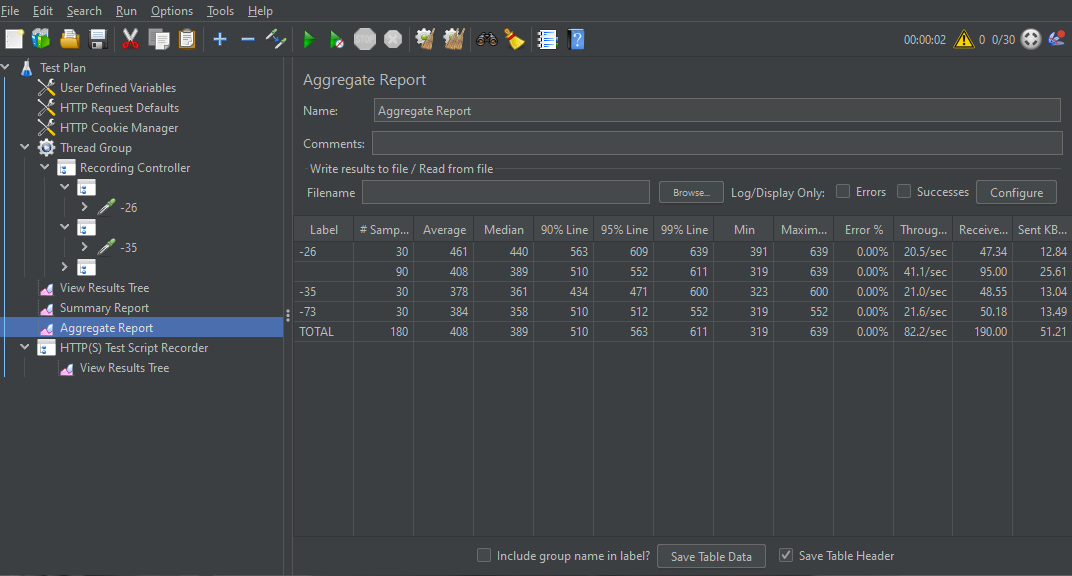 File Edit Search Run Options Tools Help
00:00:02 0 0/30
Test Plan
User Defined Variables
HTTP Request Defaults
HTTP Cookie Manager
Thread Group
Recording Controller
-26
-35
View Results Tree
Summary Report
Aggregate Report
HTTP(S) Test Script Recorder
View Results Tree
Aggregate Report
Name: Aggregate Report
Comments:
Write results to file / Read from file
Filename Browse... Log/Display Only: Errors Successes Configure
Label # Samp... Average Median 90% Line 95% Line 99% Line Min Maxim... Error % Throug... Receive... Sent KB...
-26 30 461 440 563 609 639 391 639 0.00% 20.5/sec 47.34 12.84
90 408 389 510 552 611 319 639 0.00% 41.1/sec 95.00 25.61
-35 30 378 361 434 471 600 323 600 0.00% 21.0/sec 48.55 13.04
-73 30 384 358 510 512 552 319 552 0.00% 21.6/sec 50.18 13.49
TOTAL 180 408 389 510 563 611 319 639 0.00% 82.2/sec 190.00 51.21
Include group name in label? Save Table Data Save Table Header